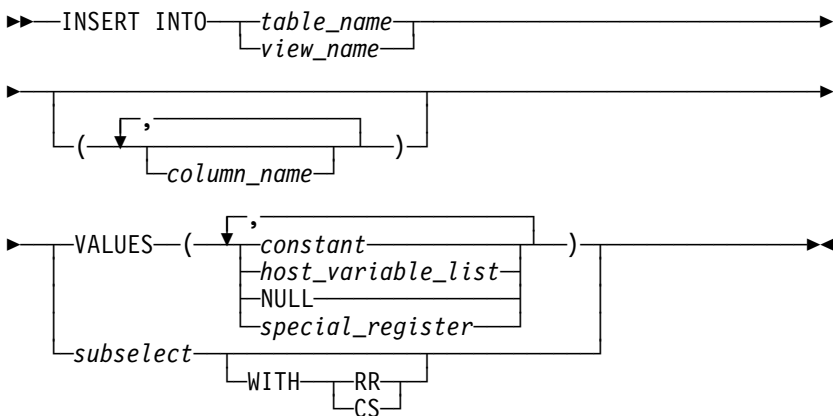 INSERT INTO table_name
view_name
,
( column_name )
,
VALUES ( constant )
host_variable_list
NULL
special_register
subselect
WITH RR
CS